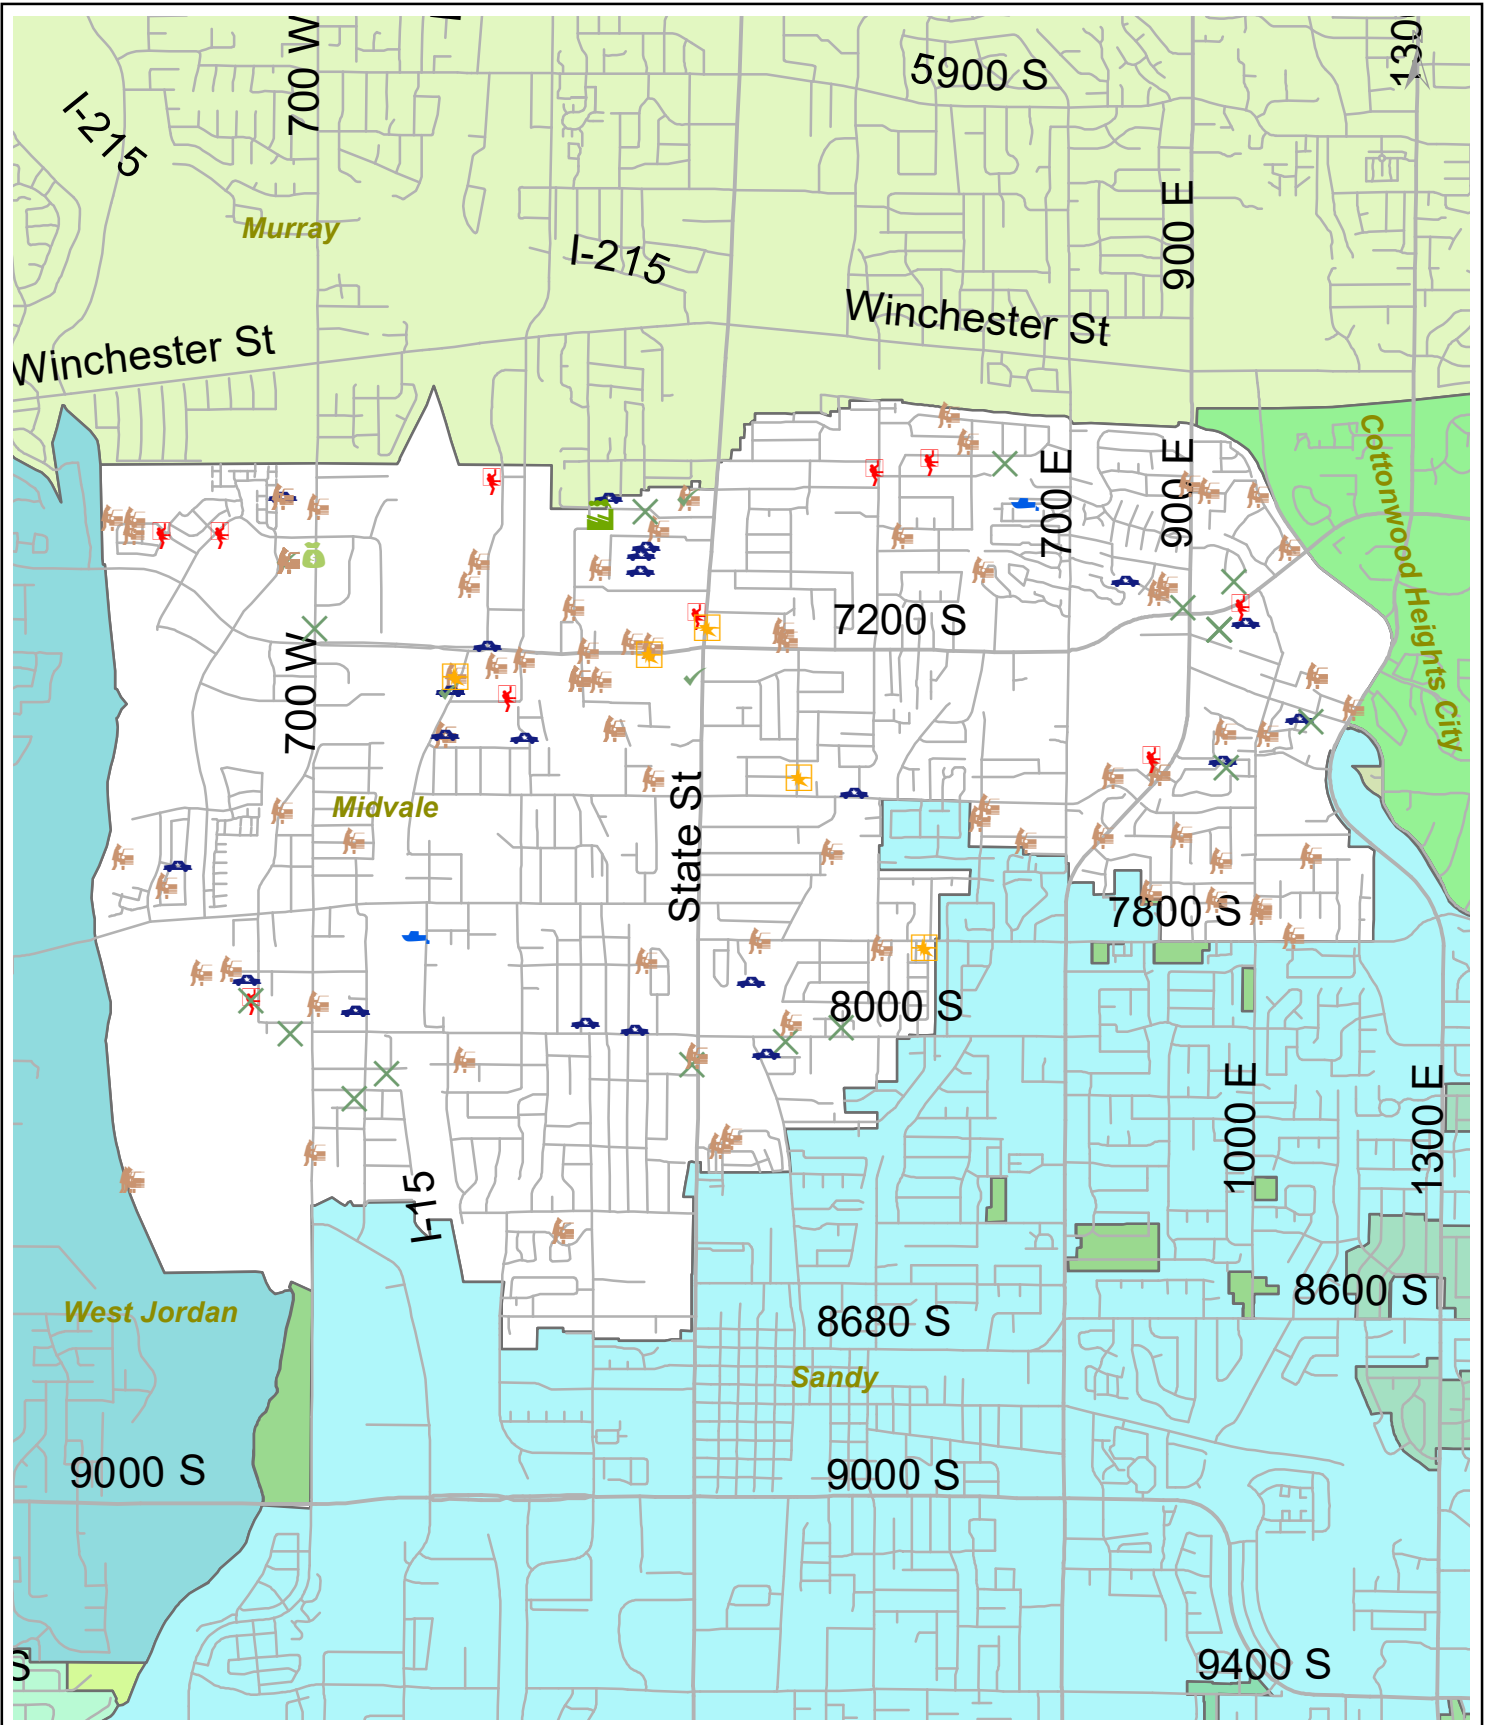 700 W
5900 S
130
I-215
Murray
900 E
I-215
Winchester St
Winchester St
Cottonwood Heights City
700 E
900 E
7200 S
700 W
Midvale
State St
7800 S
8000 S
1000 E
1300 E
I-15
West Jordan
8600 S
8680 S
Sandy
9000 S
9000 S
9400 S
S